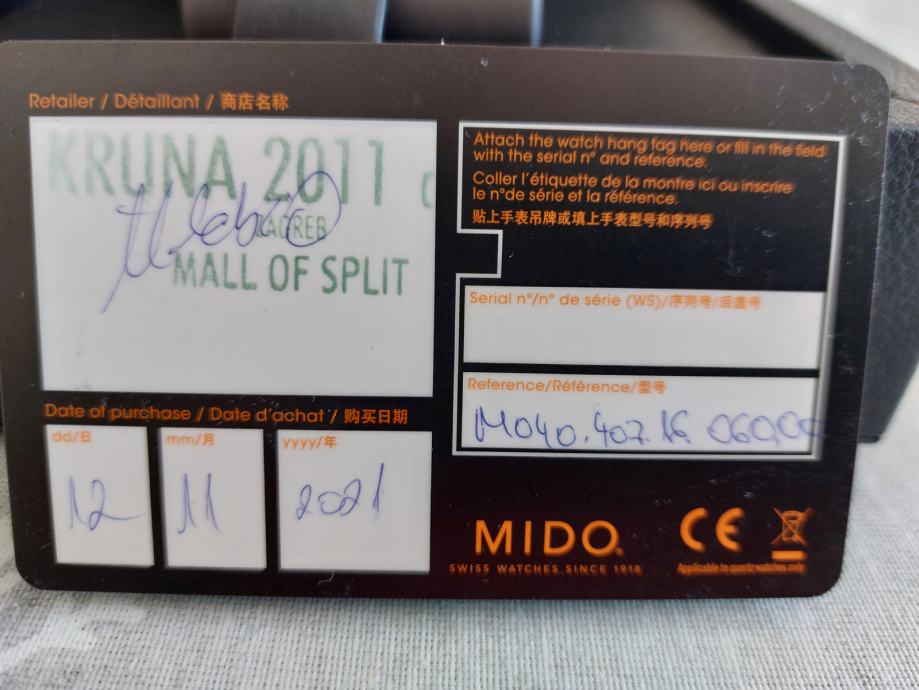 Retailer / Détaillant / 商店名称
KRUNA 2011
ZAGREB
MALL OF SPLIT
Date of purchase / Date d'achat / 购买日期
dd/日
mm/月
yyyy/年
12
11
2021
Attach the watch hang tag here or fill in the field
with the serial n° and reference.
Coller l'étiquette de la montre ici ou inscrire
le n°de série et la référence.
贴上手表吊牌或填上手表型号和序列号
Serial n°/n° de série (WS)/序列号/后盖号
Reference/Référence/型号
M040.407.16.060.00
MIDO
SWISS WATCHES SINCE 1918
CE
Applicable to quartz watches only